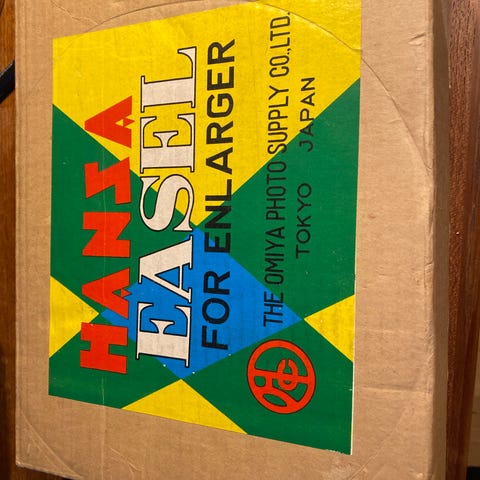 HANSA
EASEL
FOR ENLARGER
THE OMIYA PHOTO SUPPLY CO.,LTD.
TOKYO JAPAN